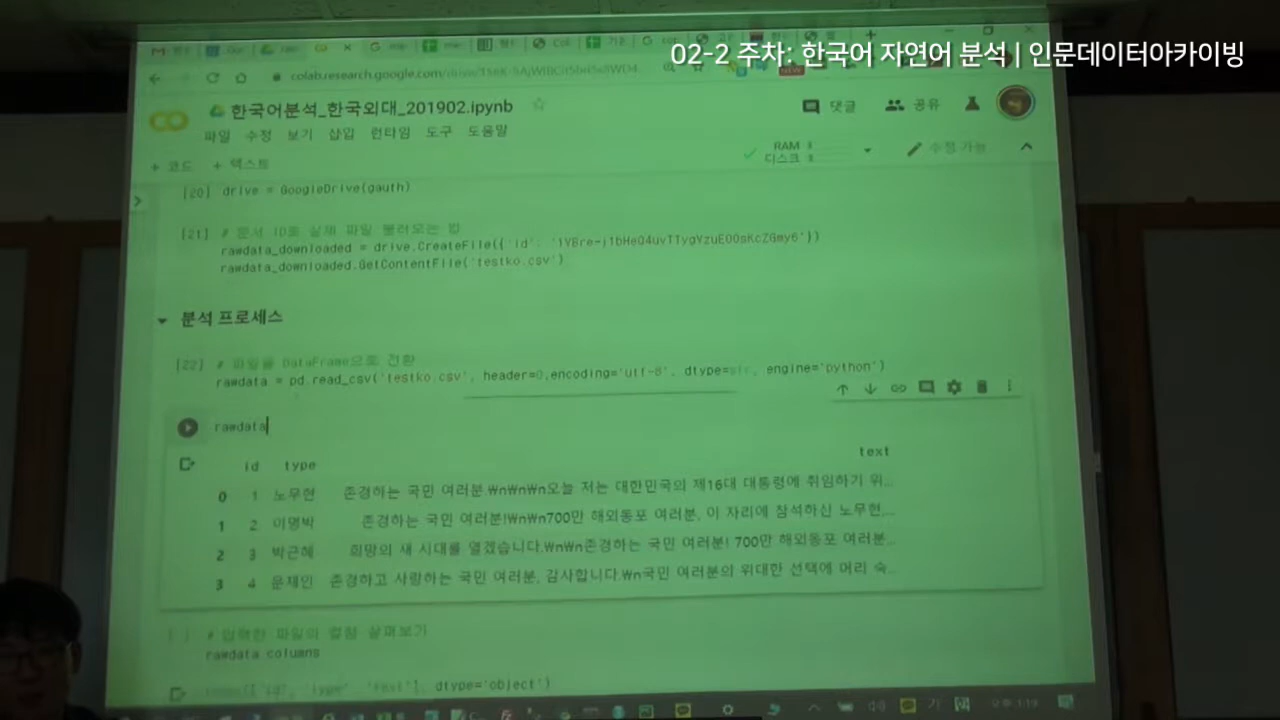 02-2 주차: 한국어 자연어 분석 | 인문데이터아카이빙
colab.research.google.com/drive/
한국어분석_한국외대_201902.ipynb
댓글 공유
파일 수정 보기 삽입 런타임 도구 도움말
+ 코드 + 텍스트
RAM
디스크
수정 가능
[20] drive = GoogleDrive(gauth)
[21] # 문서 ID로 실제 파일 불러오는 법
rawdata_downloaded = drive.CreateFile({'id':
rawdata_downloaded.GetContentFile('testko.csv')
분석 프로세스
[22] # 파일을 DataFrame으로 전환
rawdata = pd.read_csv('testko.csv', header=0,encoding='utf-8', dtype=str, engine='python')
rawdata
id type text
0 1 노무현 존경하는 국민 여러분.₩n₩n₩n오늘 저는 대한민국의 제16대 대통령에 취임하기 위...
1 2 이명박 존경하는 국민 여러분!₩n₩n700만 해외동포 여러분, 이 자리에 참석하신 노무현,...
2 3 박근혜 희망의 새 시대를 열겠습니다.₩n₩n존경하는 국민 여러분! 700만 해외동포 여러분...
3 4 문재인 존경하고 사랑하는 국민 여러분, 감사합니다.₩n국민 여러분의 위대한 선택에 머리 숙...
[ ] # 입력한 파일의 컬럼 살펴보기
rawdata.columns
dtype='object')
오후 1:19